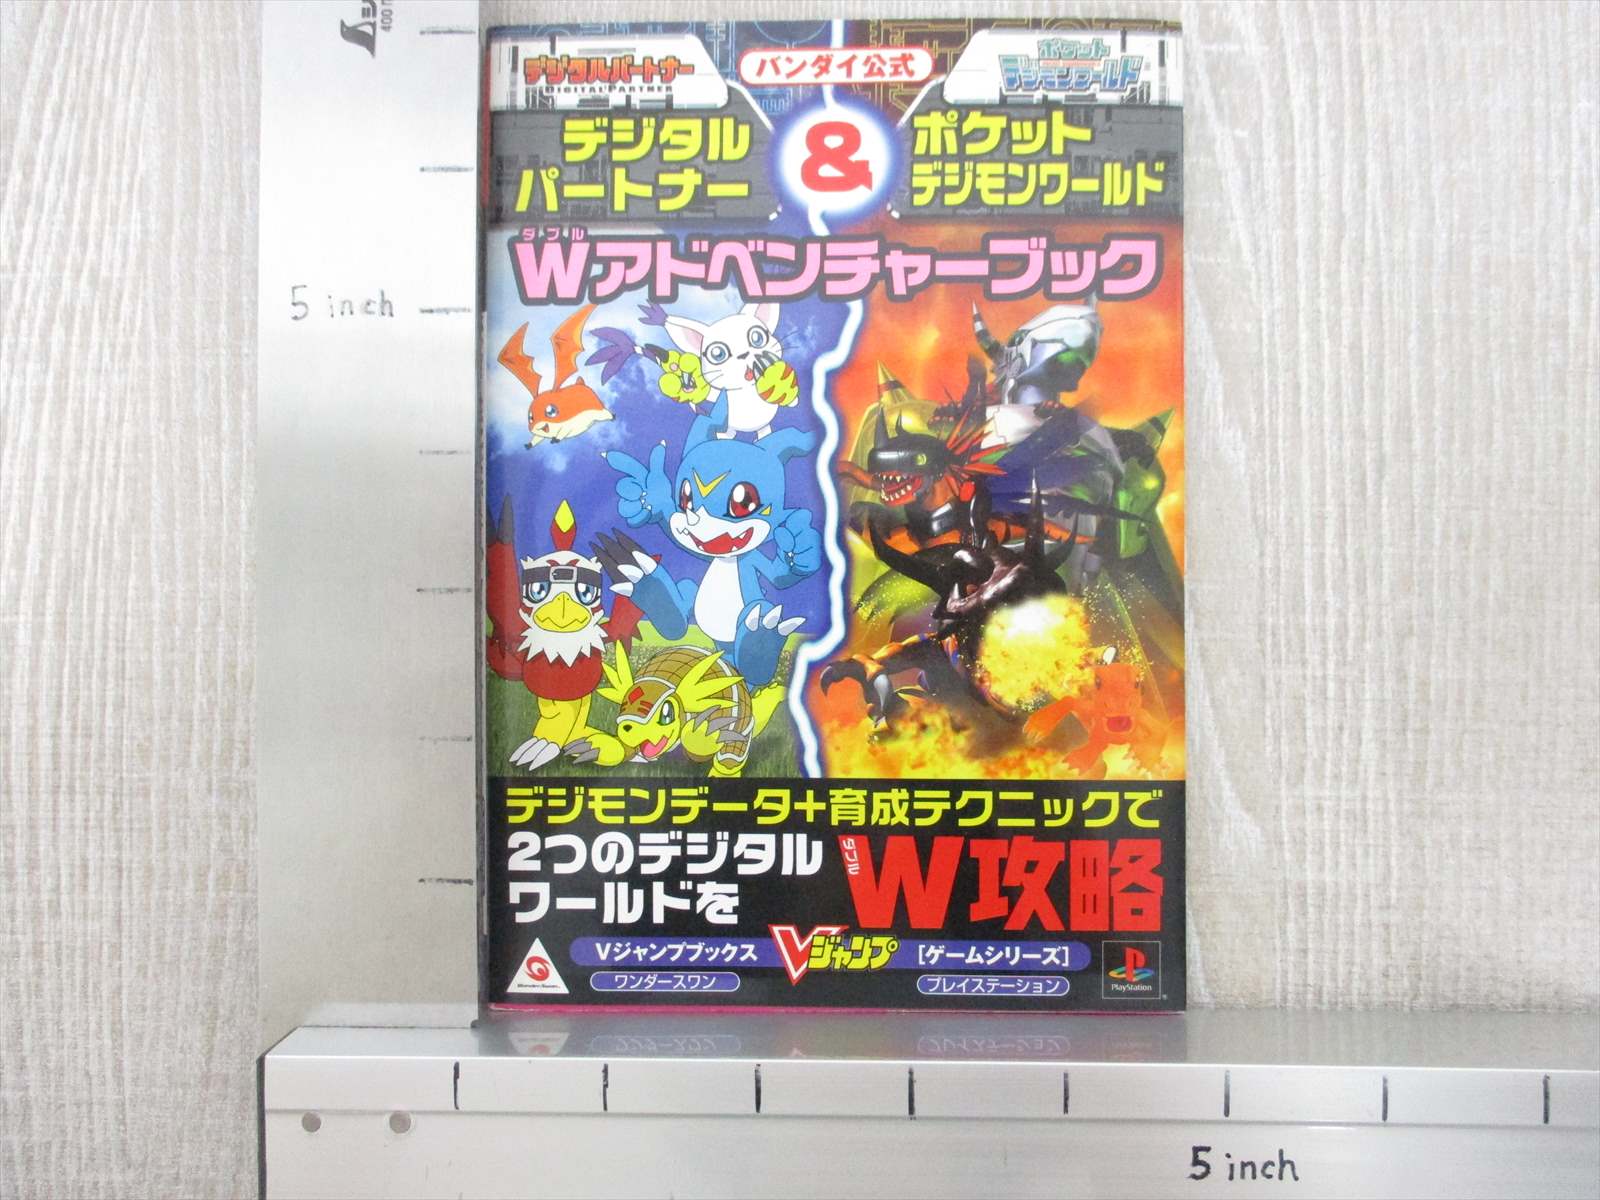 400
5 inch
デジタルパートナー
DIGITAL PARTNER
バンダイ公式
ポケット
デジモンワールド
デジタル
パートナー
&
ポケット
デジモンワールド
ダブル
Wアドベンチャーブック
デジモンデータ+育成テクニックで
2つのデジタル
ワールドを
ダブル
W攻略
Vジャンプブックス
Vジャンプ
[ゲームシリーズ]
WonderSwan
ワンダースワン
プレイステーション
PlayStation
5 inch